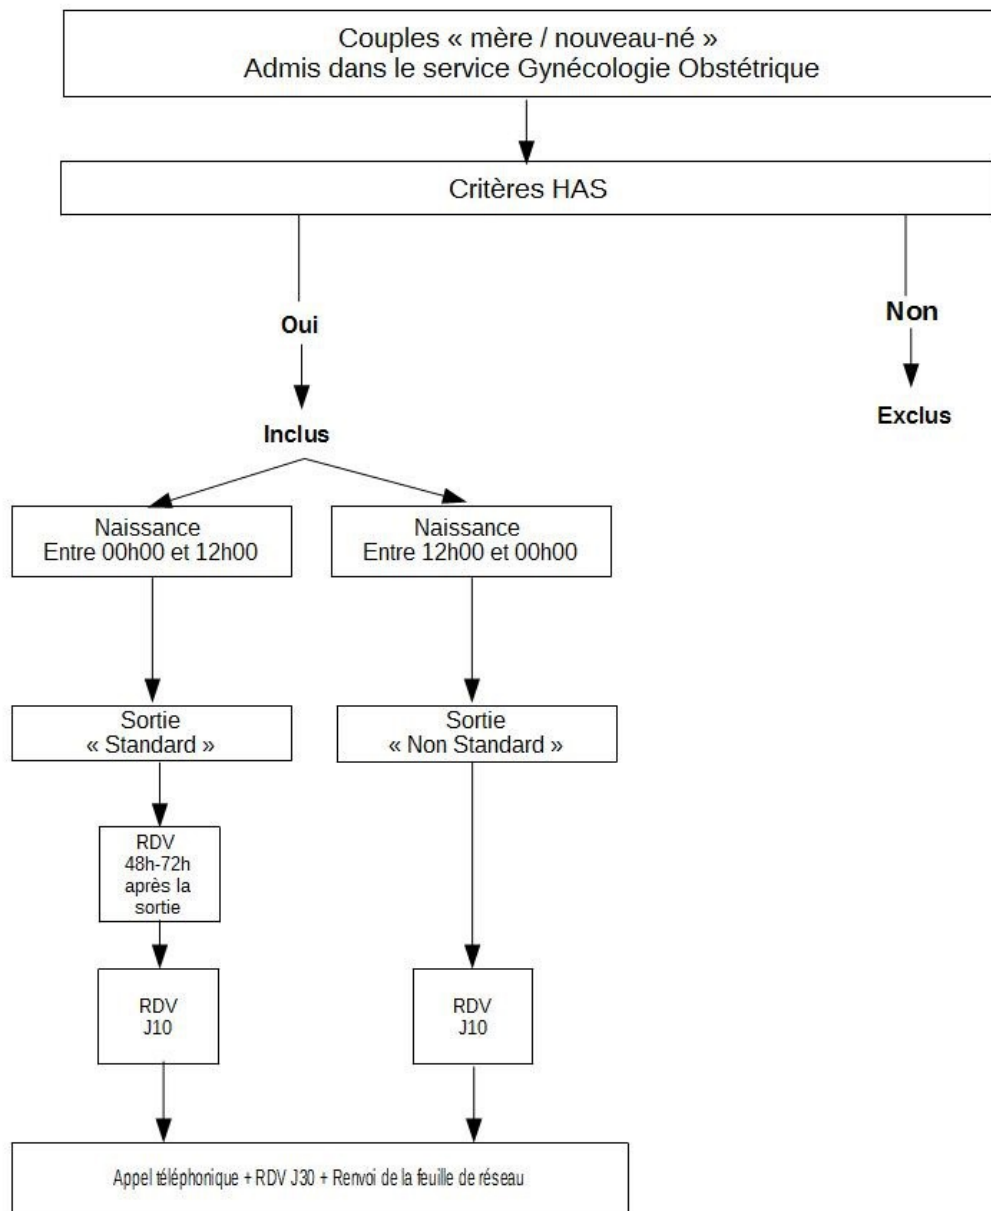 Couples « mère / nouveau-né »
Admis dans le service Gynécologie Obstétrique
Critères HAS
Oui
Non
Inclus
Exclus
Naissance
Entre 00h00 et 12h00
Naissance
Entre 12h00 et 00h00
Sortie
« Standard »
Sortie
« Non Standard »
RDV
48h-72h
après la
sortie
RDV
J10
RDV
J10
Appel téléphonique + RDV J30 + Renvoi de la feuille de réseau